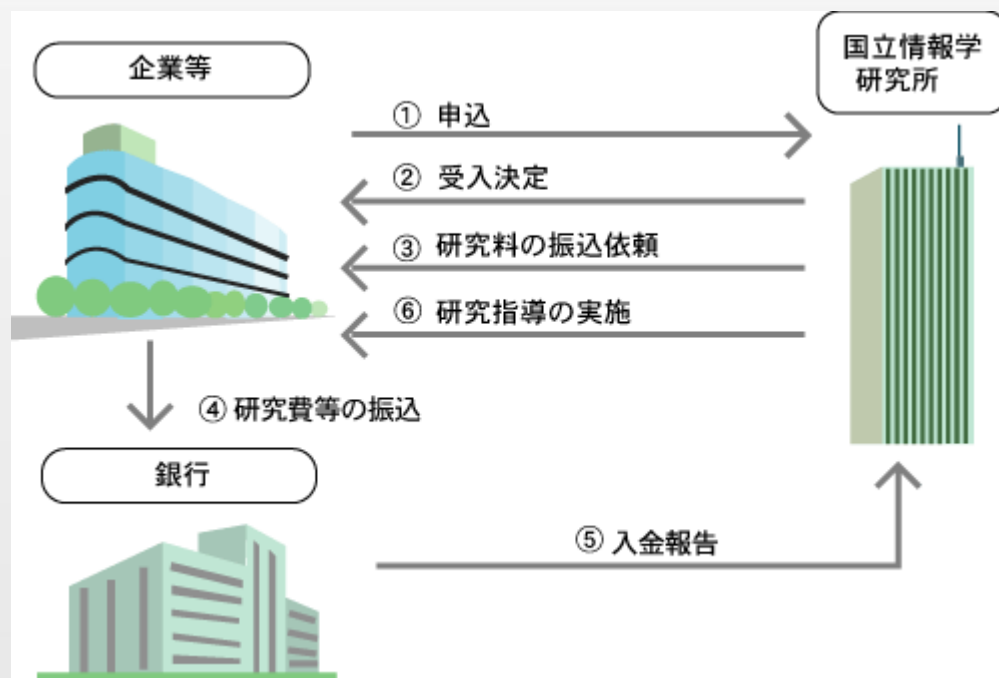 企業等
国立情報学
研究所
① 申込
② 受入決定
③ 研究料の振込依頼
⑥ 研究指導の実施
④ 研究費等の振込
銀行
⑤ 入金報告